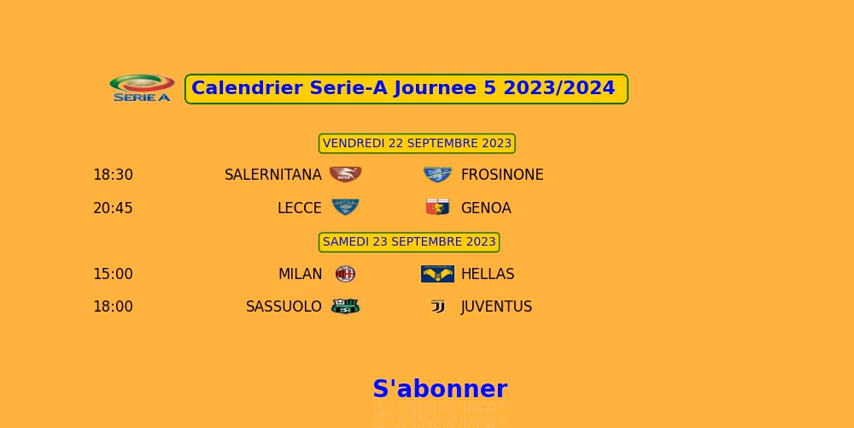 SERIE A
Calendrier Serie-A Journee 5 2023/2024
VENDREDI 22 SEPTEMBRE 2023
18:30 SALERNITANA FROSINONE
20:45 LECCE GENOA
SAMEDI 23 SEPTEMBRE 2023
15:00 MILAN HELLAS
18:00 SASSUOLO JUVENTUS
S'abonner